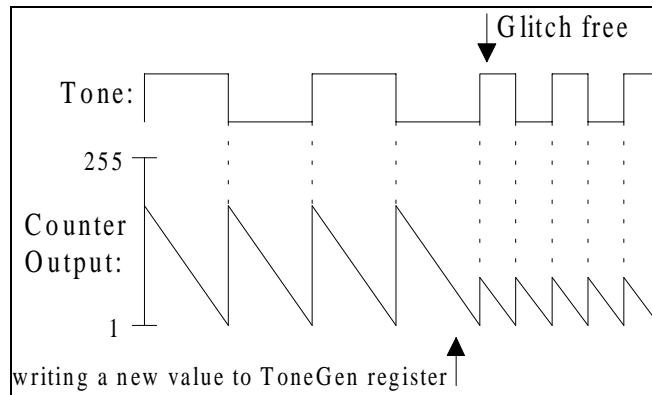 Glitch free
Tone:
255
Counter
Output:
1
writing a new value to ToneGen register